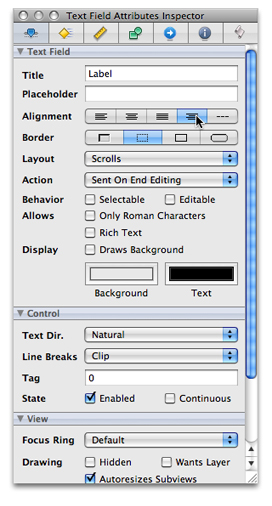 Text Field Attributes Inspector
Text Field
Title Label
Placeholder
Alignment
Border
Layout Scrolls
Action Sent On End Editing
Behavior Selectable Editable
Allows Only Roman Characters
Rich Text
Display Draws Background
Background Text
Control
Text Dir. Natural
Line Breaks Clip
Tag 0
State Enabled Continuous
View
Focus Ring Default
Drawing Hidden Wants Layer
Autoresizes Subviews